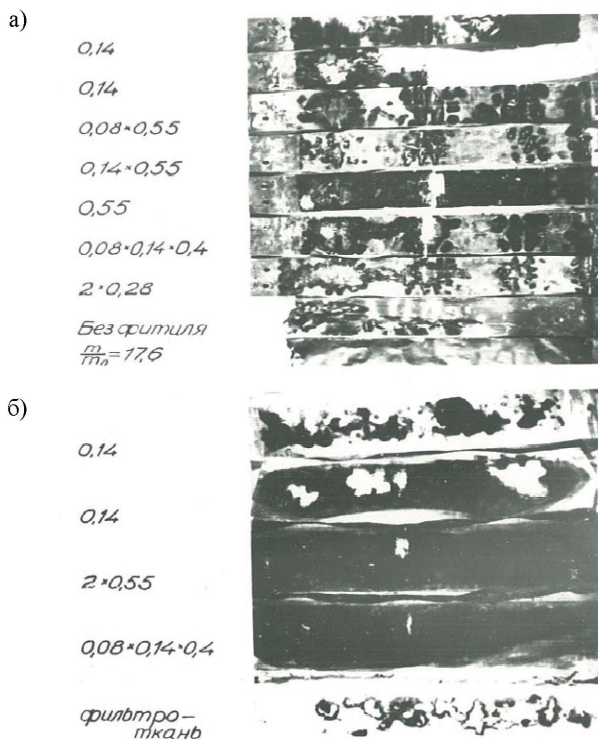 а)
0,14
0,14
0,08×0,55
0,14×0,55
0,55
0,08×0,14×0,4
2×0,28
Без фитиля
m/m₀=17,6
б)
0,14
0,14
2×0,55
0,08×0,14×0,4
фильтро-
ткань